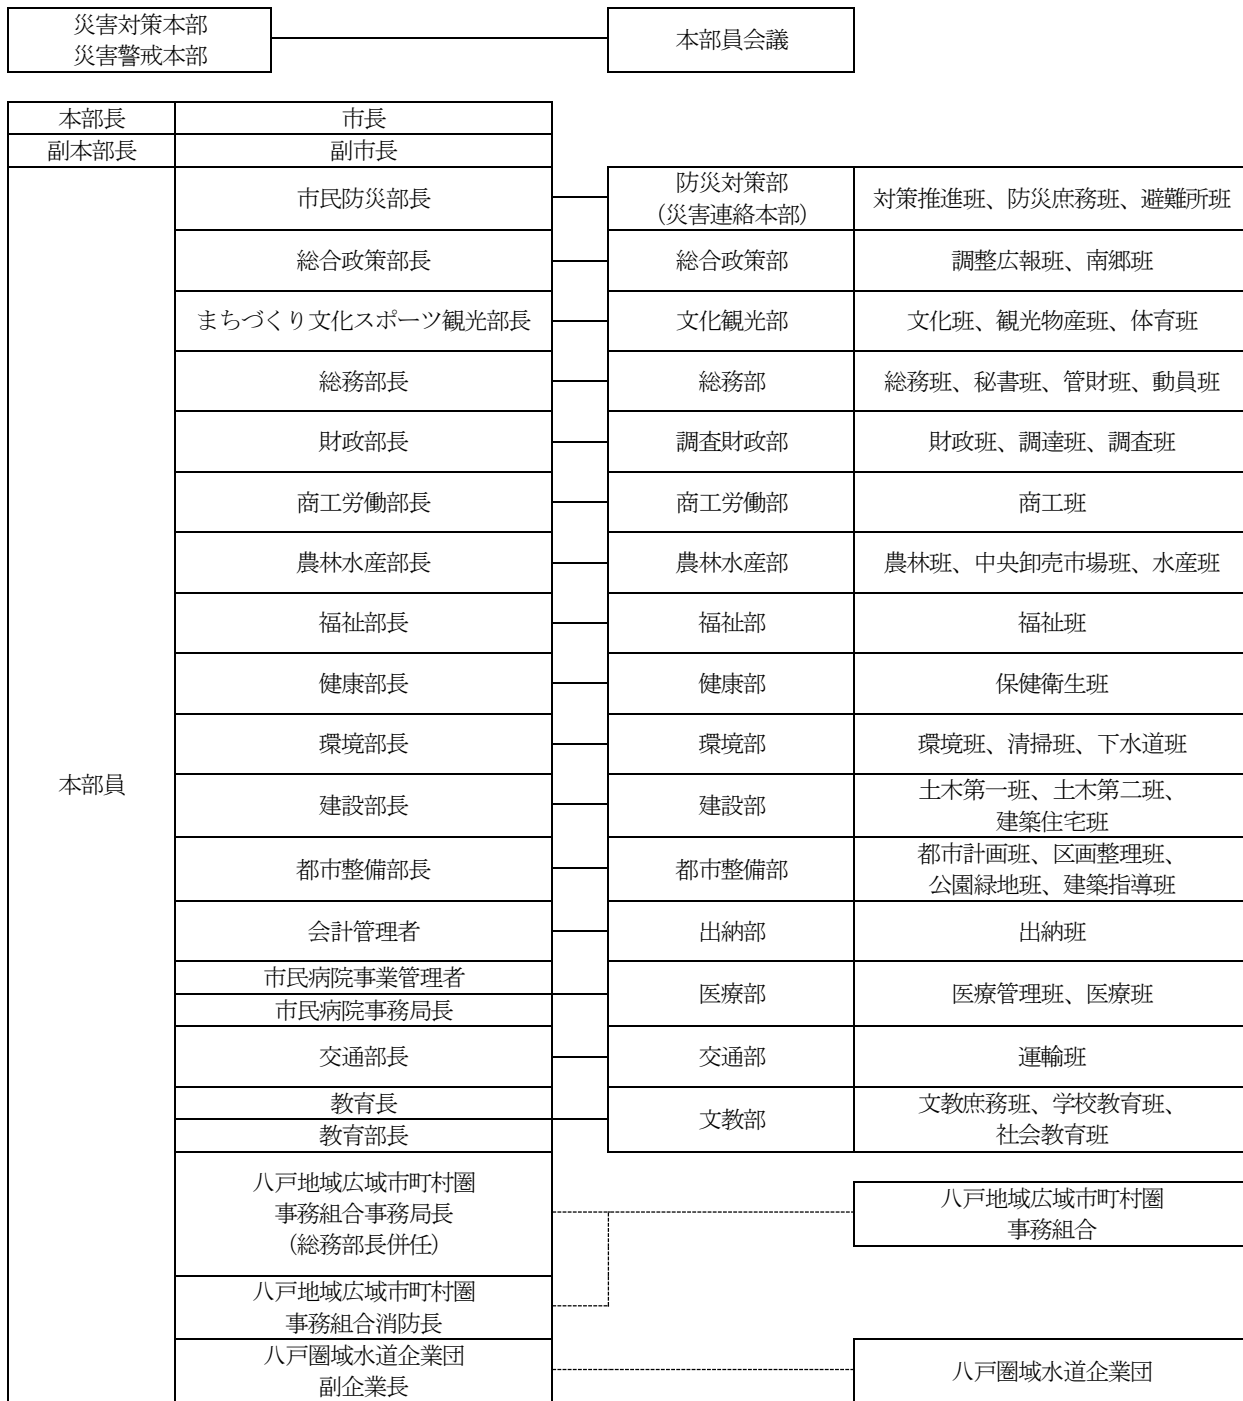 災害対策本部
災害警戒本部
本部員会議
本部長
市長
副本部長
副市長
本部員
市民防災部長
防災対策部
（災害連絡本部）
対策推進班、防災庶務班、避難所班
総合政策部長
総合政策部
調整広報班、南郷班
まちづくり文化スポーツ観光部長
文化観光部
文化班、観光物産班、体育班
総務部長
総務部
総務班、秘書班、管財班、動員班
財政部長
調査財政部
財政班、調達班、調査班
商工労働部長
商工労働部
商工班
農林水産部長
農林水産部
農林班、中央卸売市場班、水産班
福祉部長
福祉部
福祉班
健康部長
健康部
保健衛生班
環境部長
環境部
環境班、清掃班、下水道班
建設部長
建設部
土木第一班、土木第二班、
建築住宅班
都市整備部長
都市整備部
都市計画班、区画整理班、
公園緑地班、建築指導班
会計管理者
出納部
出納班
市民病院事業管理者
市民病院事務局長
医療部
医療管理班、医療班
交通部長
交通部
運輸班
教育長
教育部長
文教部
文教庶務班、学校教育班、
社会教育班
八戸地域広域市町村圏
事務組合事務局長
（総務部長併任）
八戸地域広域市町村圏
事務組合
八戸地域広域市町村圏
事務組合消防長
八戸圏域水道企業団
副企業長
八戸圏域水道企業団